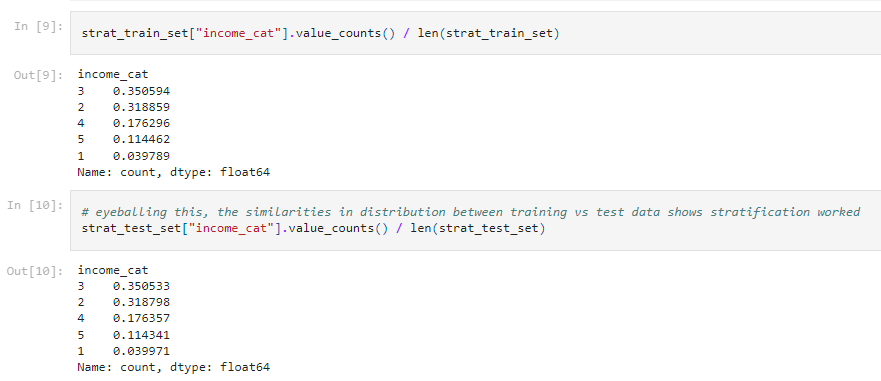 In [9]:
strat_train_set["income_cat"].value_counts() / len(strat_train_set)
Out[9]:
income_cat
3    0.350594
2    0.318859
4    0.176296
5    0.114462
1    0.039789
Name: count, dtype: float64
In [10]:
# eyeballing this, the similarities in distribution between training vs test data shows stratification worked
strat_test_set["income_cat"].value_counts() / len(strat_test_set)
Out[10]:
income_cat
3    0.350533
2    0.318798
4    0.176357
5    0.114341
1    0.039971
Name: count, dtype: float64